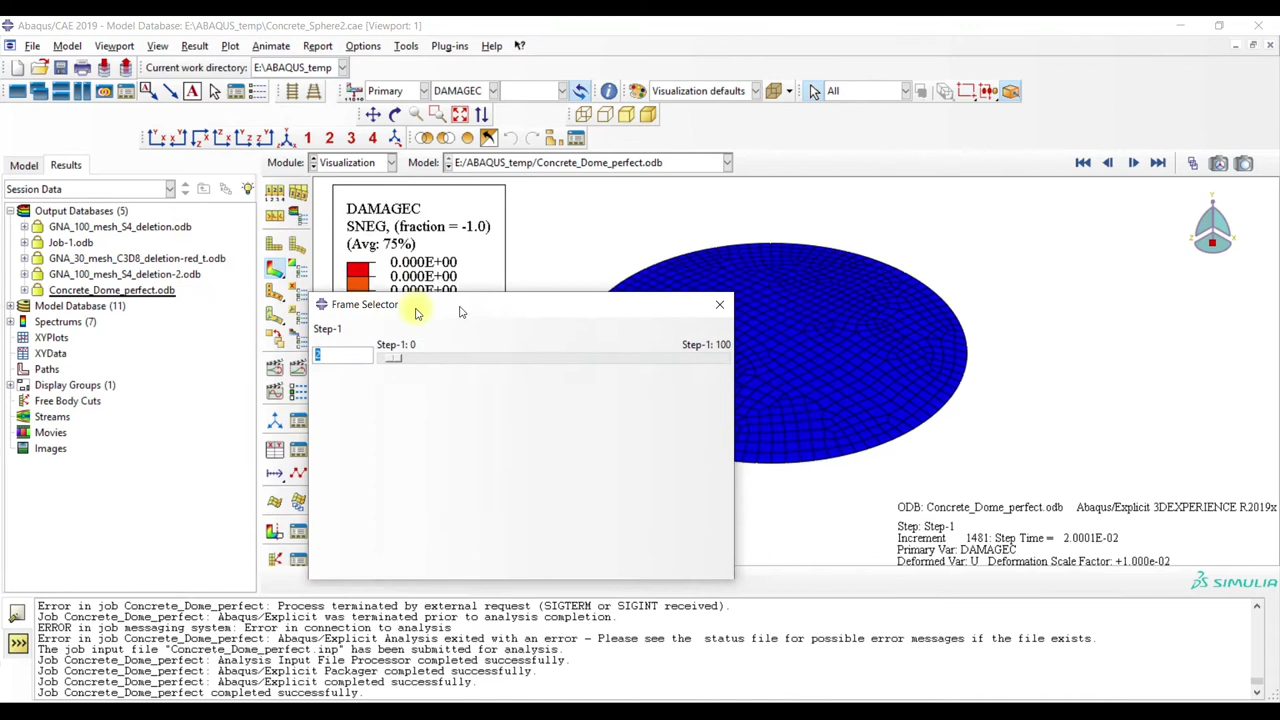 Abaqus/CAE 2019 - Model Database: E:\ABAQUS_temp\Concrete_Sphere2.cae [Viewport: 1]
File Model Viewport View Result Plot Animate Report Options Tools Plug-ins Help
Current work directory: E:\ABAQUS_temp
Primary DAMAGEC Visualization defaults All
1 2 3 4
Model Results Module: Visualization Model: E:/ABAQUS_temp/Concrete_Dome_perfect.odb
Session Data
Output Databases (5)
GNA_100_mesh_S4_deletion.odb
Job-1.odb
GNA_30_mesh_C3D8_deletion-red_t.odb
GNA_100_mesh_S4_deletion-2.odb
Concrete_Dome_perfect.odb
Model Database (11)
Spectrums (7)
XYPlots
XYData
Paths
Display Groups (1)
Free Body Cuts
Streams
Movies
Images
DAMAGEC
SNEG, (fraction = -1.0)
(Avg: 75%)
0.000E+00
0.000E+00
0.000E+00
Frame Selector
Step-1
Step-1: 0 Step-1: 100
2
Y
Z X
ODB: Concrete_Dome_perfect.odb Abaqus/Explicit 3DEXPERIENCE R2019x
Step: Step-1
Increment 1481: Step Time = 2.0001E-02
Primary Var: DAMAGEC
Deformed Var: U Deformation Scale Factor: +1.000e-02
SIMULIA
Error in job Concrete_Dome_perfect: Process terminated by external request (SIGTERM or SIGINT received).
Job Concrete_Dome_perfect: Abaqus/Explicit was terminated prior to analysis completion.
ERROR in job messaging system: Error in connection to analysis
Error in job Concrete_Dome_perfect: Abaqus/Explicit Analysis exited with an error - Please see the status file for possible error messages if the file exists.
The job input file "Concrete_Dome_perfect.inp" has been submitted for analysis.
Job Concrete_Dome_perfect: Analysis Input File Processor completed successfully.
Job Concrete_Dome_perfect: Abaqus/Explicit Packager completed successfully.
Job Concrete_Dome_perfect: Abaqus/Explicit completed successfully.
Job Concrete_Dome_perfect completed successfully.